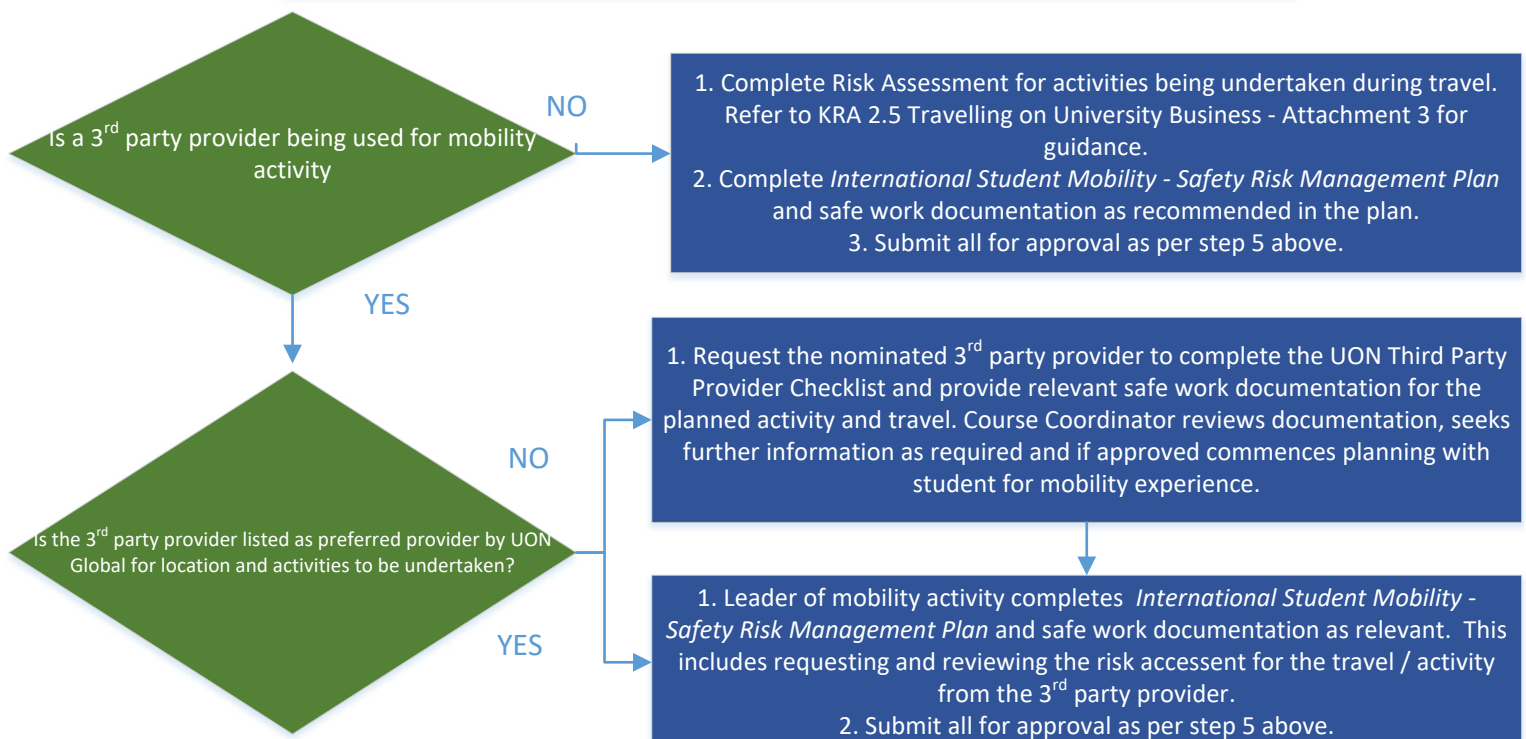 Is a 3rd party provider being used for mobility
activity
NO
1. Complete Risk Assessment for activities being undertaken during travel.
Refer to KRA 2.5 Travelling on University Business - Attachment 3 for
guidance.
2. Complete International Student Mobility - Safety Risk Management Plan
and safe work documentation as recommended in the plan.
3. Submit all for approval as per step 5 above.
YES
Is the 3rd party provider listed as preferred provider by UON
Global for location and activities to be undertaken?
NO
1. Request the nominated 3rd party provider to complete the UON Third Party
Provider Checklist and provide relevant safe work documentation for the
planned activity and travel. Course Coordinator reviews documentation, seeks
further information as required and if approved commences planning with
student for mobility experience.
YES
1. Leader of mobility activity completes International Student Mobility -
Safety Risk Management Plan and safe work documentation as relevant. This
includes requesting and reviewing the risk accessent for the travel / activity
from the 3rd party provider.
2. Submit all for approval as per step 5 above.